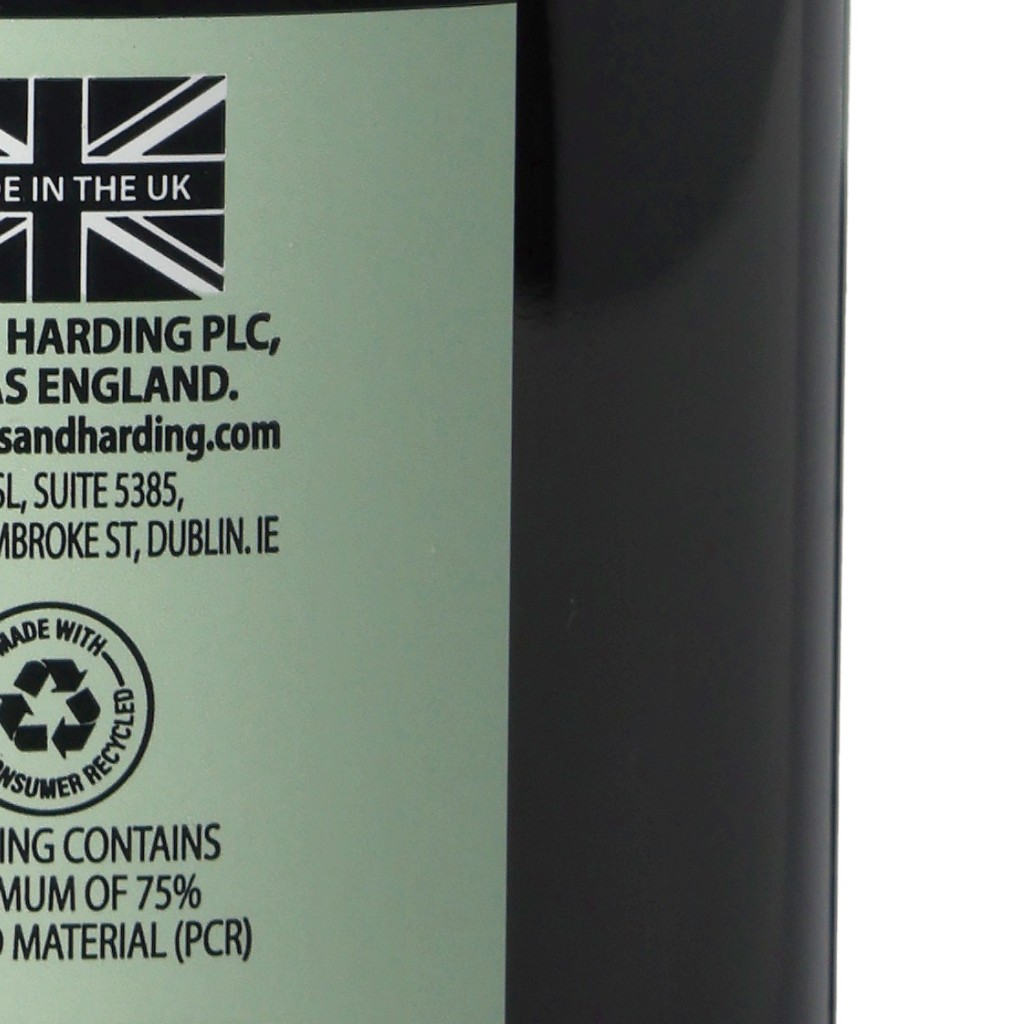 E IN THE UK
HARDING PLC,
AS ENGLAND.
sandharding.com
SL, SUITE 5385,
MBROKE ST, DUBLIN. IE
MADE WITH
ONSUMER RECYCLED
ING CONTAINS
MUM OF 75%
MATERIAL (PCR)